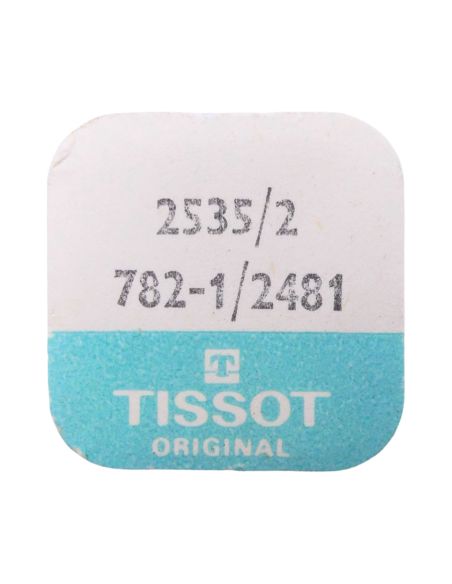 2535/2
782-1/2481
TISSOT
ORIGINAL